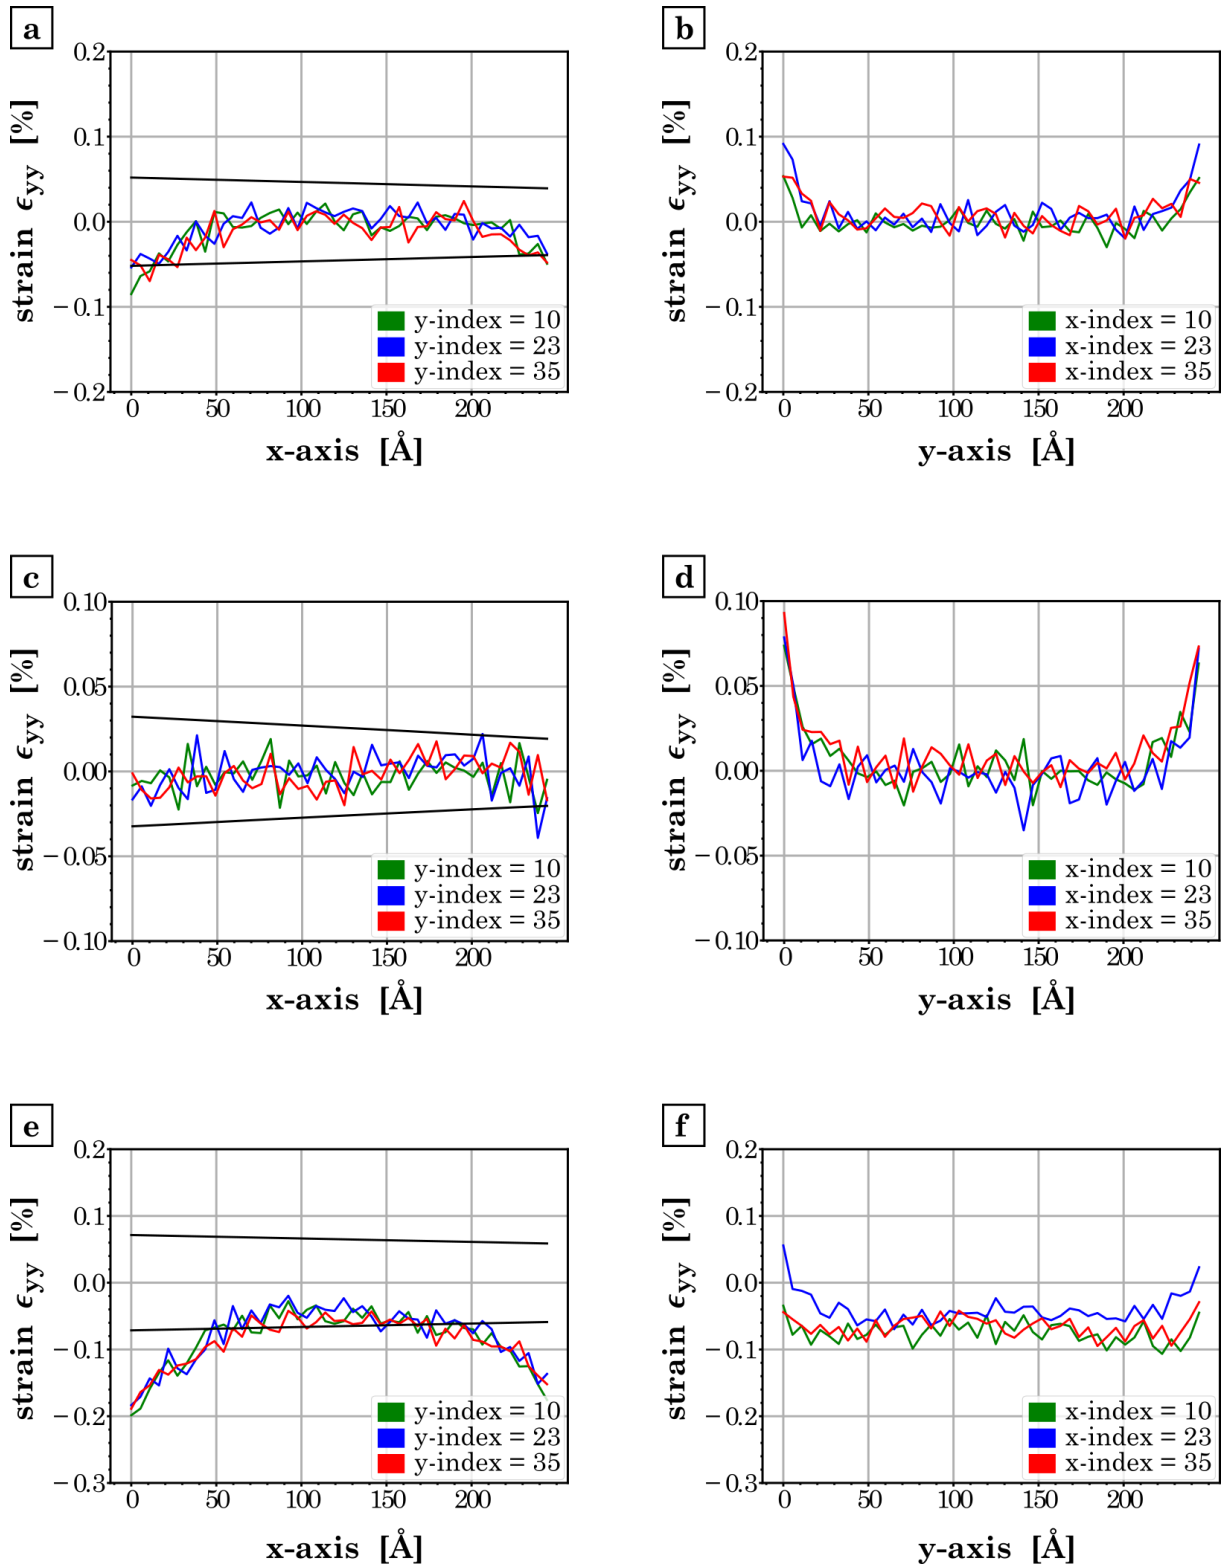 a
strain ϵyy [%]
0.2
0.1
0.0
−0.1
−0.2
0 50 100 150 200
x-axis [Å]
y-index = 10
y-index = 23
y-index = 35
b
strain ϵyy [%]
0.2
0.1
0.0
−0.1
−0.2
0 50 100 150 200
y-axis [Å]
x-index = 10
x-index = 23
x-index = 35
c
strain ϵyy [%]
0.10
0.05
0.00
−0.05
−0.10
0 50 100 150 200
x-axis [Å]
y-index = 10
y-index = 23
y-index = 35
d
strain ϵyy [%]
0.10
0.05
0.00
−0.05
−0.10
0 50 100 150 200
y-axis [Å]
x-index = 10
x-index = 23
x-index = 35
e
strain ϵyy [%]
0.2
0.1
0.0
−0.1
−0.2
−0.3
0 50 100 150 200
x-axis [Å]
y-index = 10
y-index = 23
y-index = 35
f
strain ϵyy [%]
0.2
0.1
0.0
−0.1
−0.2
−0.3
0 50 100 150 200
y-axis [Å]
x-index = 10
x-index = 23
x-index = 35